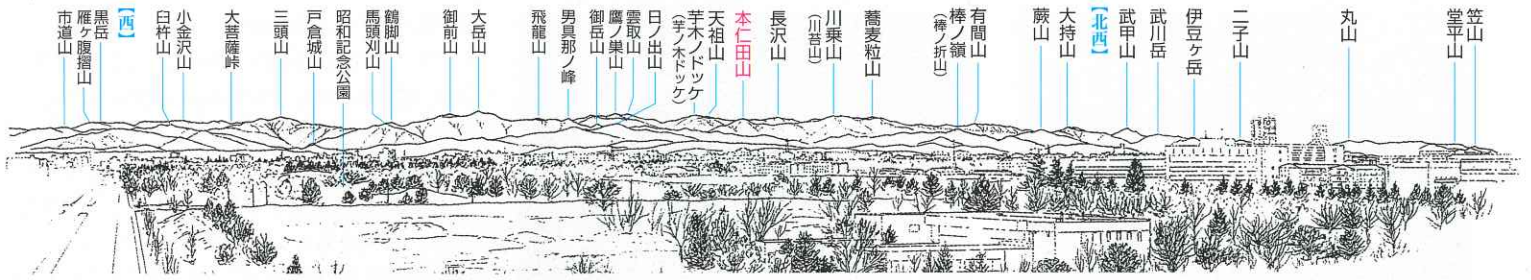 市道山
雁ヶ腹摺山
黒岳
【西】
臼杵山
小金沢山
大菩薩峠
三頭山
戸倉城山
昭和記念公園
馬頭刈山
鶴脚山
御前山
大岳山
飛龍山
男具那ノ峰
御岳山
鷹ノ巣山
雲取山
日ノ出山
芋木ノドッケ
(芋ノ木ドッケ)
天祖山
本仁田山
長沢山
川乗山
(川苔山)
蕎麦粒山
棒ノ嶺
(棒ノ折山)
有間山
蕨山
大持山
【北西】
武甲山
武川岳
伊豆ヶ岳
二子山
丸山
堂平山
笠山